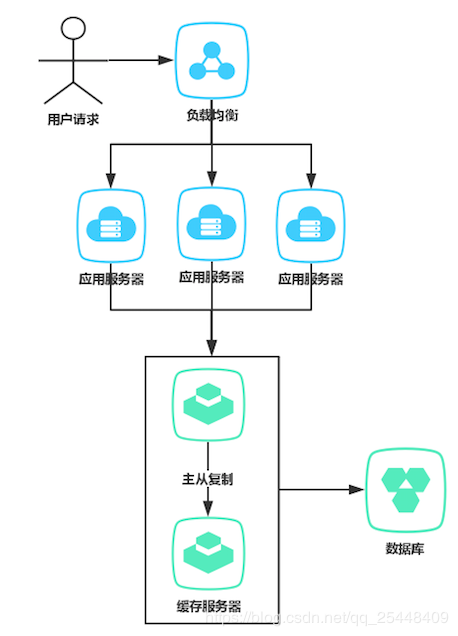 用户请求
负载均衡
应用服务器
应用服务器
应用服务器
主从复制
数据库
缓存服务器
https://blog.csdn.net/qq_25448409